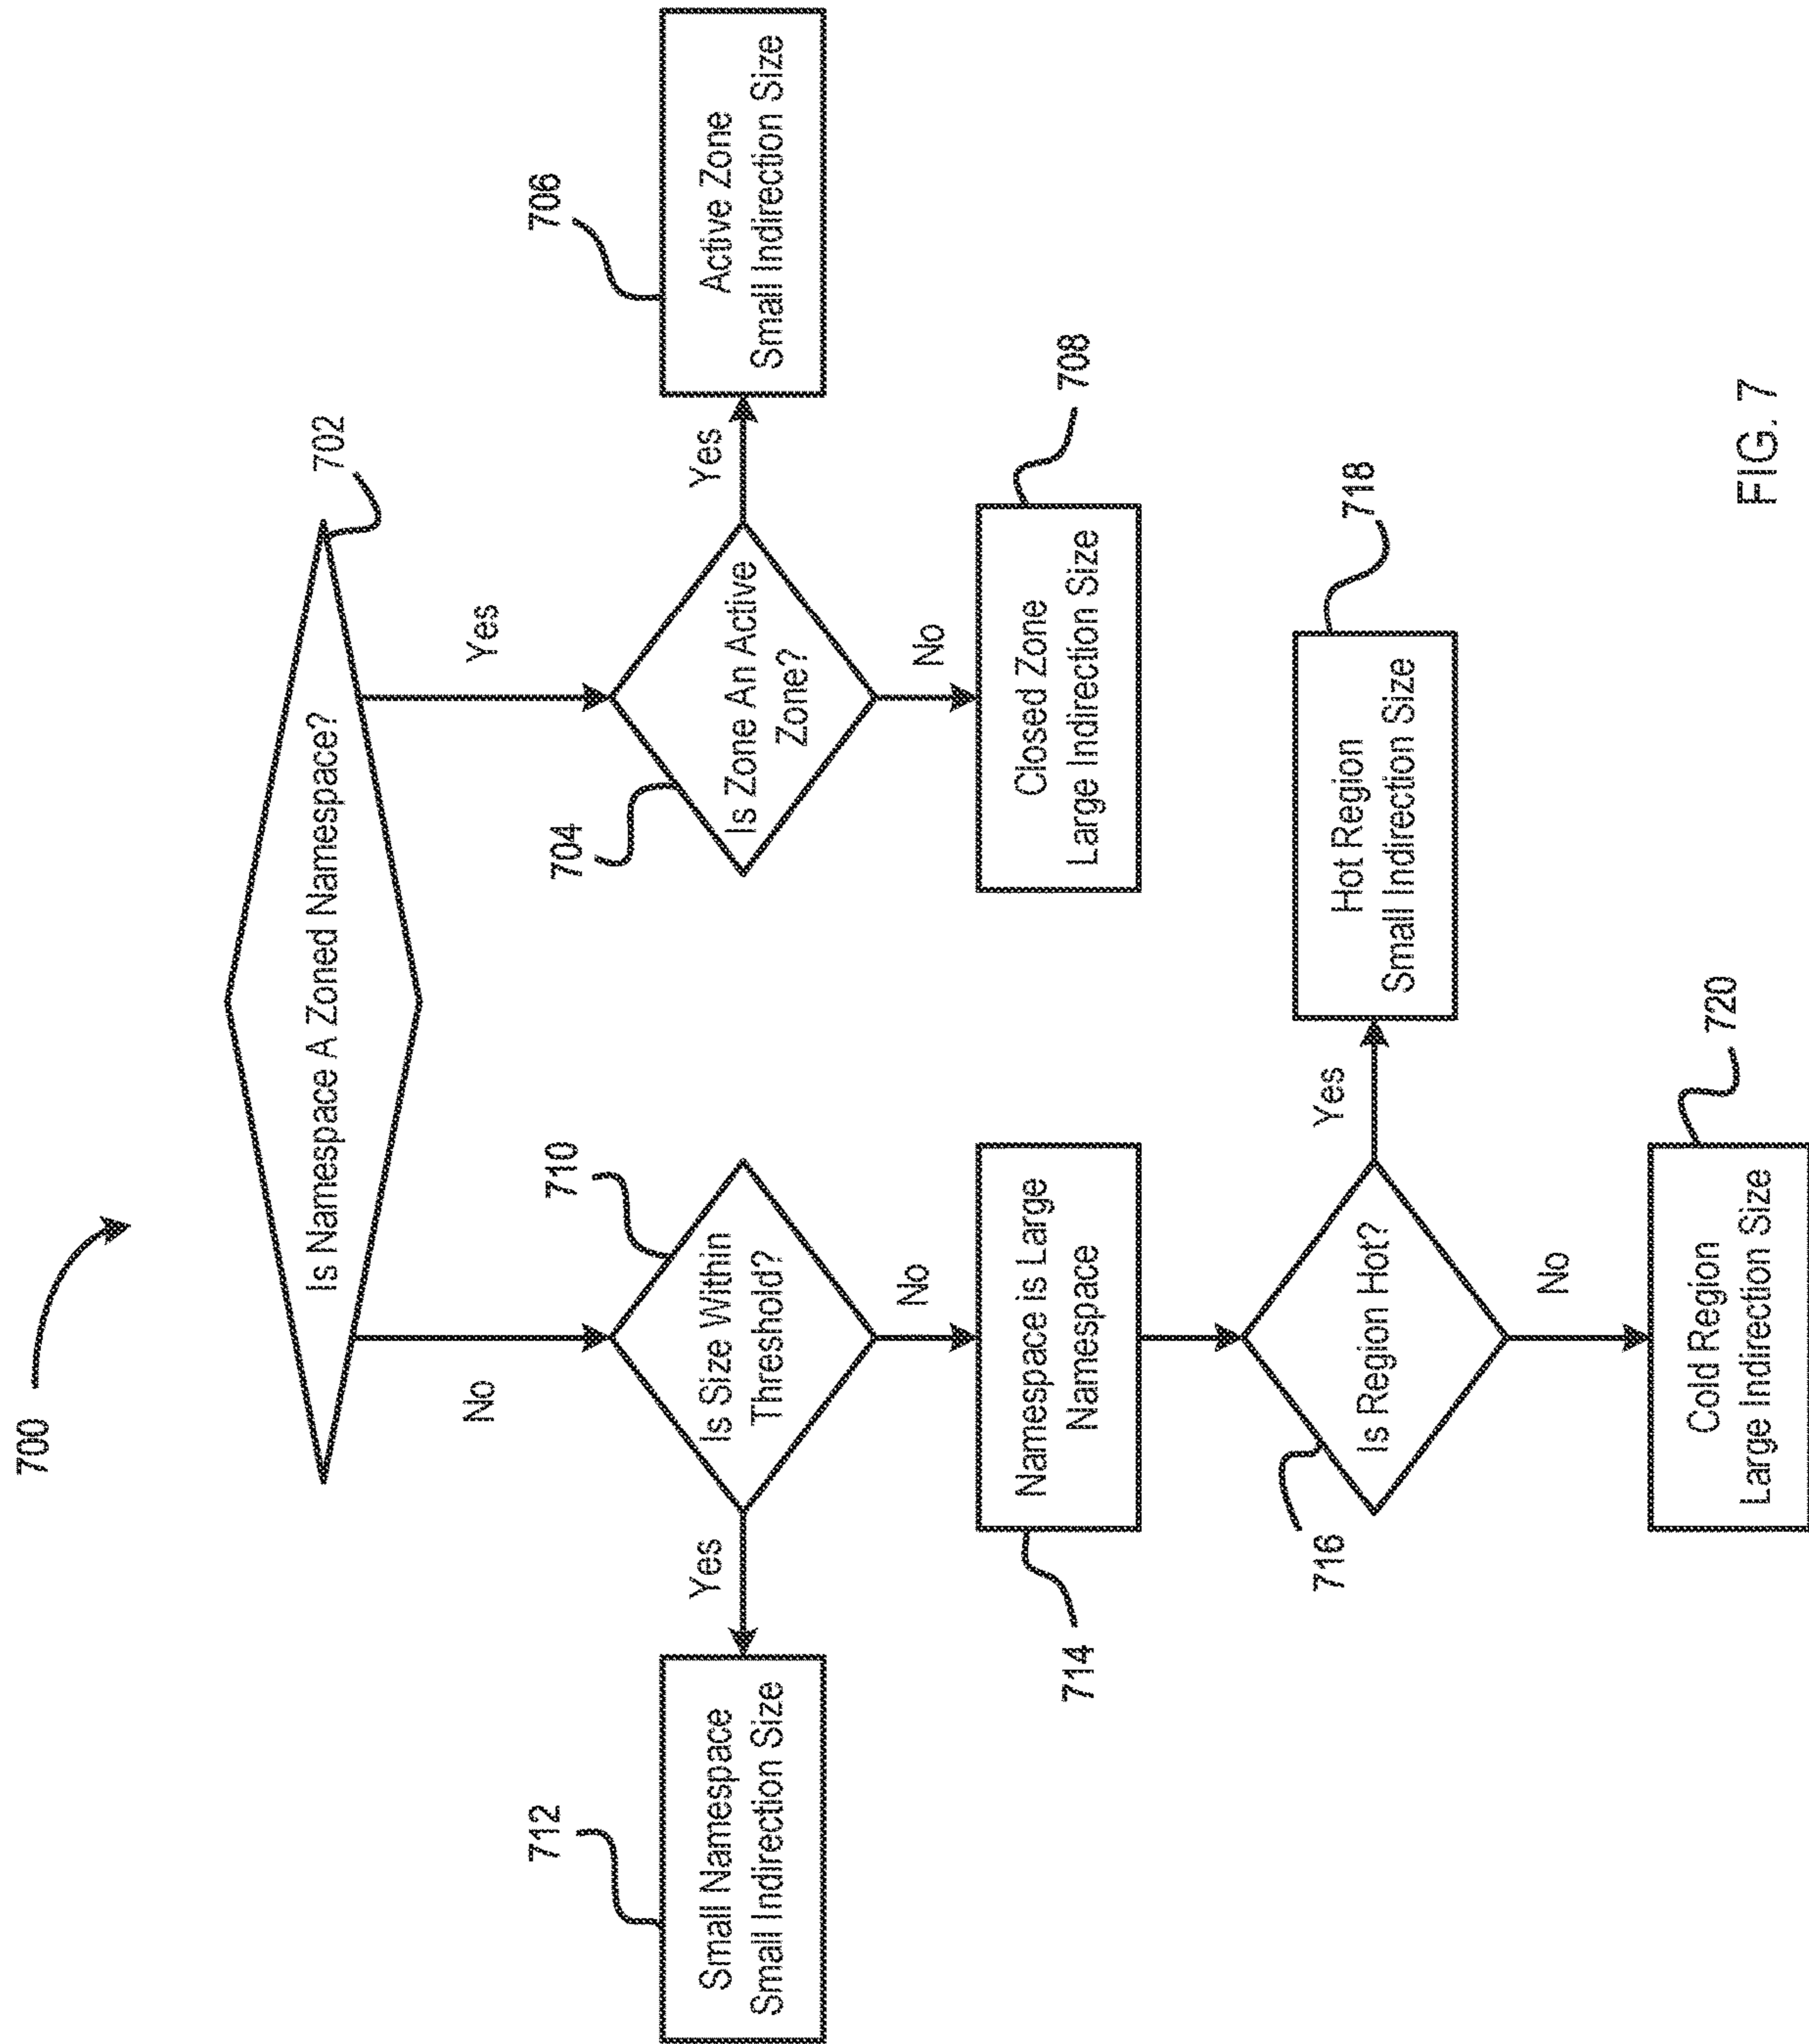 700
Is Namespace A Zoned Namespace?
702
No
Yes
710
Is Size Within
Threshold?
704
Is Zone An Active
Zone?
Yes
Yes
712
Small Namespace
Small Indirection Size
706
Active Zone
Small Indirection Size
No
No
714
Namespace is Large
Namespace
708
Closed Zone
Large Indirection Size
716
Is Region Hot?
Yes
718
Hot Region
Small Indirection Size
No
720
Cold Region
Large Indirection Size
FIG. 7